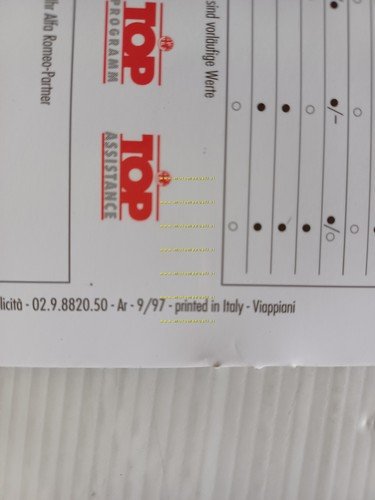 Ihr Alfa Romeo-Partner
TOP
PROGRAMM
TOP
ASSISTANCE
sind vorläufige Werte
licità - 02.9.8820.50 - Ar - 9/97 - printed in Italy - Viappiani